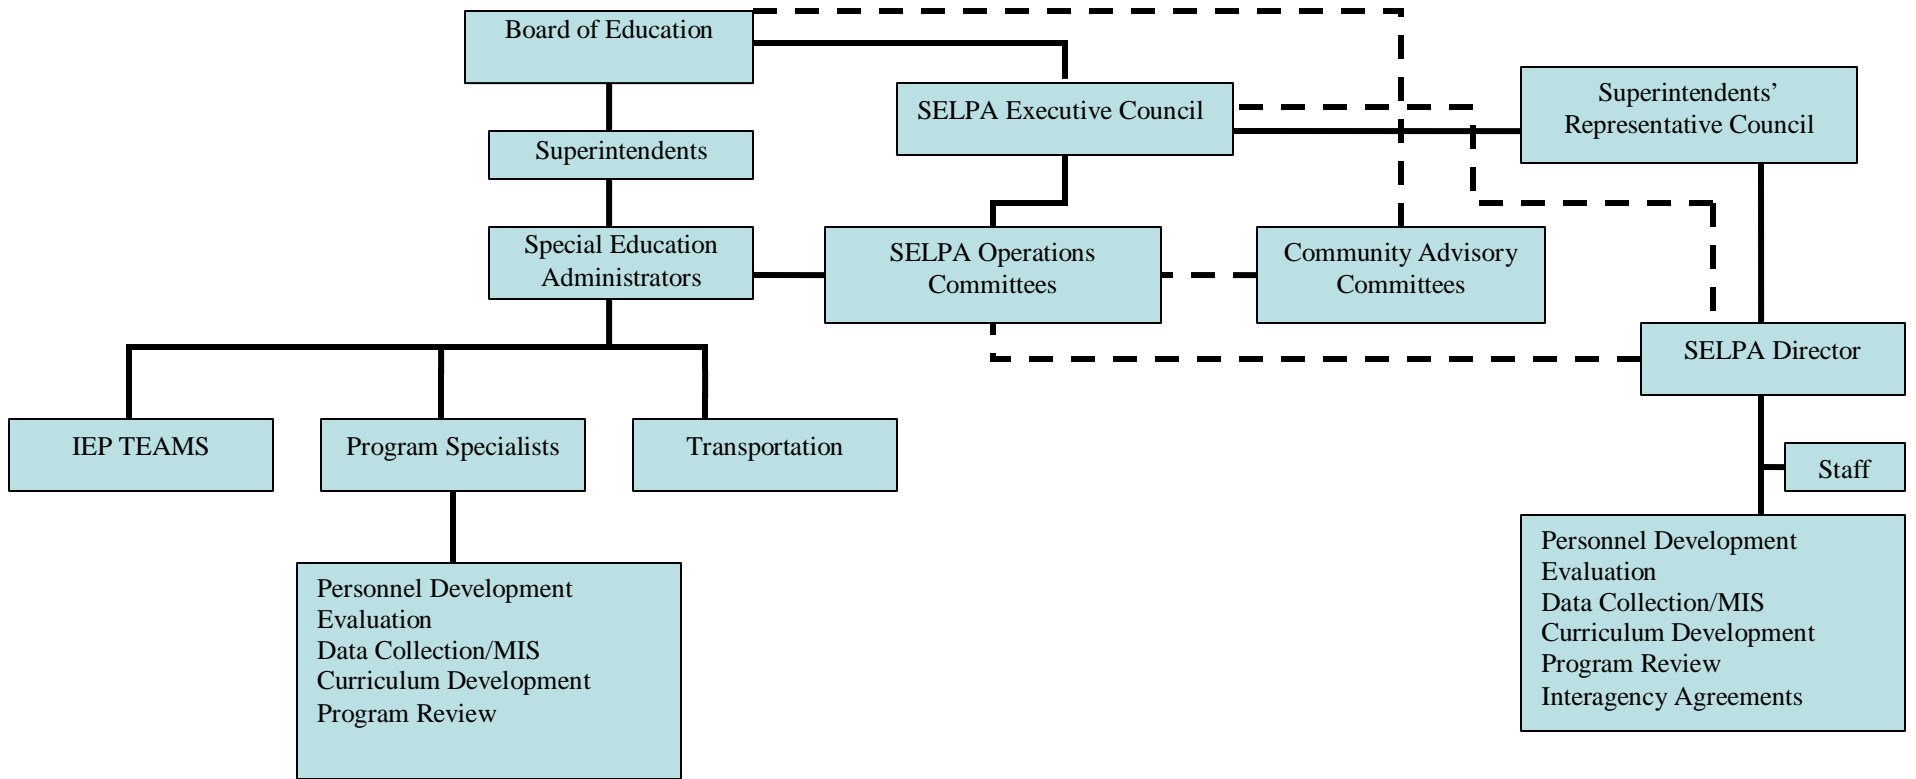 Board of Education
SELPA Executive Council
Superintendents’
Representative Council
Superintendents
Special Education
Administrators
SELPA Operations
Committees
Community Advisory
Committees
SELPA Director
IEP TEAMS
Program Specialists
Transportation
Staff
Personnel Development
Evaluation
Data Collection/MIS
Curriculum Development
Program Review
Personnel Development
Evaluation
Data Collection/MIS
Curriculum Development
Program Review
Interagency Agreements